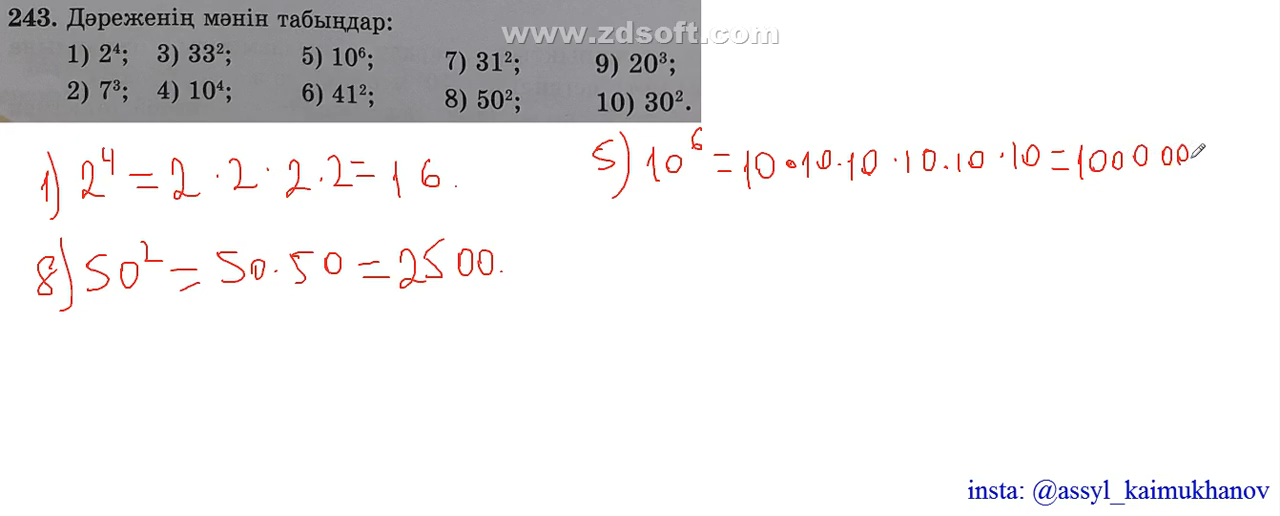 243. Дәреженің мәнін табыңдар:
www.zdsoft.com
1) 2⁴; 3) 33²; 5) 10⁶; 7) 31²; 9) 20³;
2) 7³; 4) 10⁴; 6) 41²; 8) 50²; 10) 30².
1) 2⁴ = 2 · 2 · 2 · 2 = 16.
5) 10⁶ = 10 · 10 · 10 · 10 · 10 · 10 = 1000 000
8) 50² = 50 · 50 = 2500.
insta: @assyl_kaimukhanov